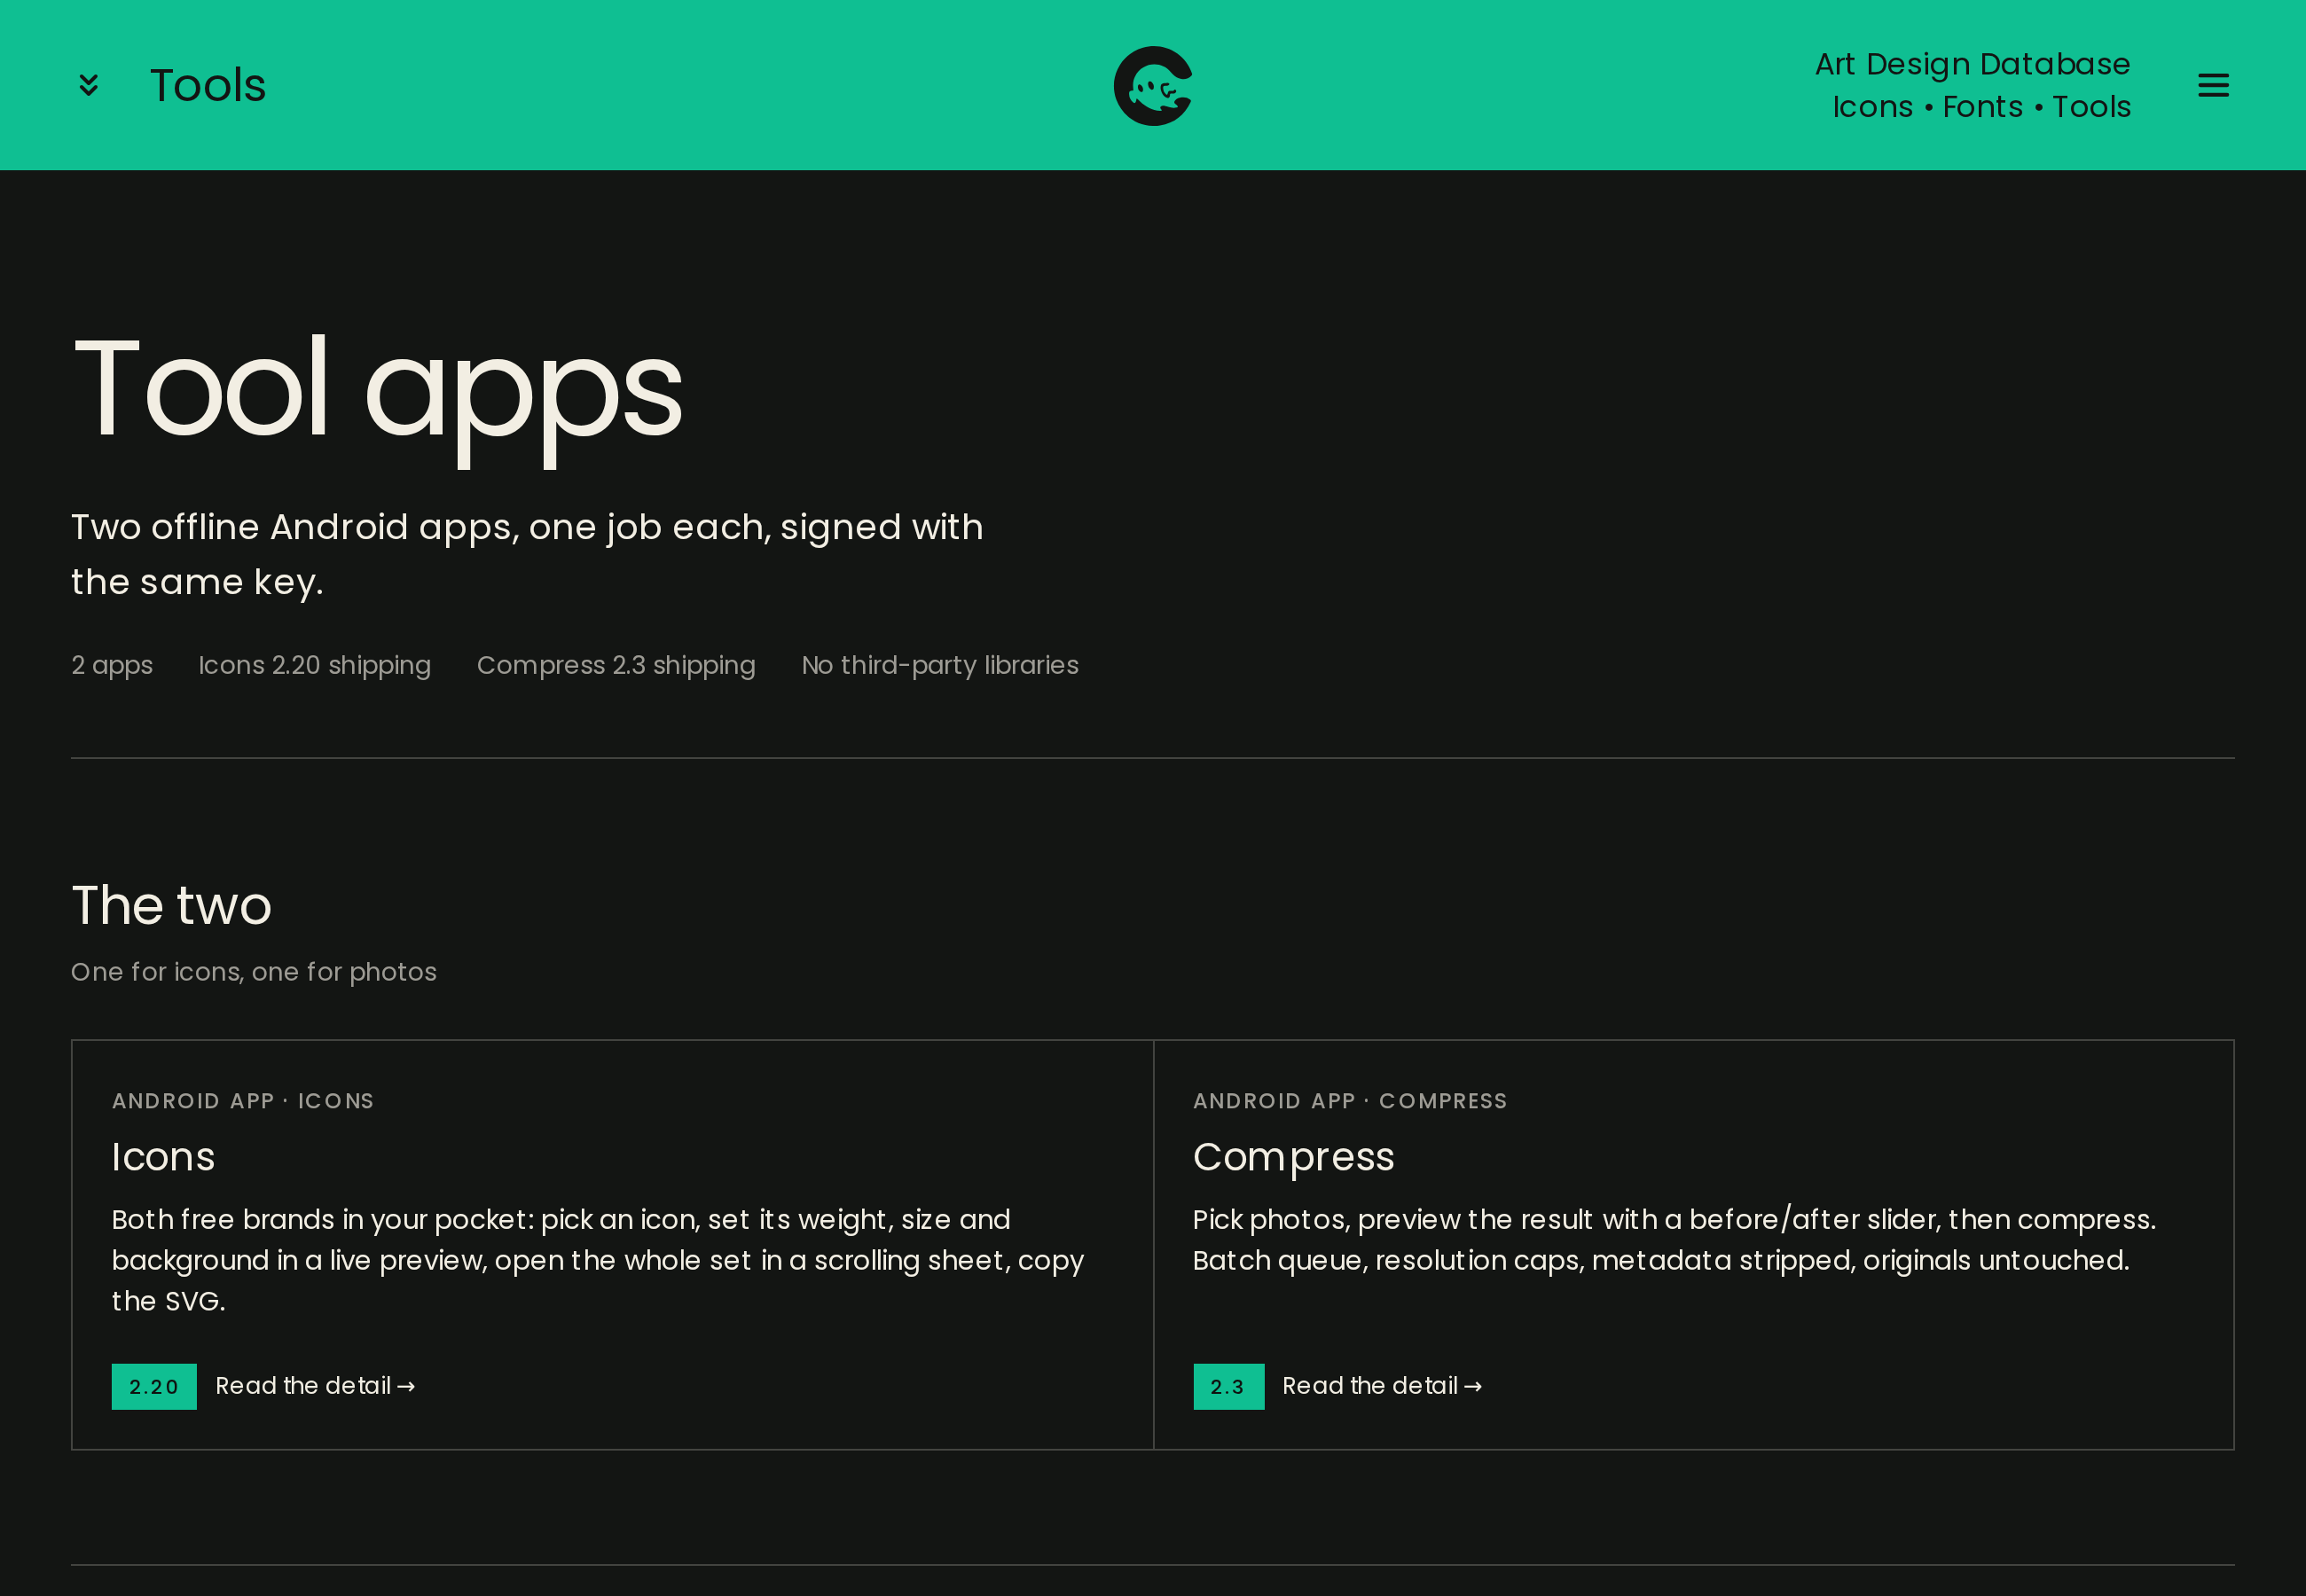 Tools
Art Design Database
Icons • Fonts • Tools
Tool apps
Two offline Android apps, one job each, signed with
the same key.
2 apps
Icons 2.20 shipping
Compress 2.3 shipping
No third-party libraries
The two
One for icons, one for photos
ANDROID APP · ICONS
Icons
Both free brands in your pocket: pick an icon, set its weight, size and
background in a live preview, open the whole set in a scrolling sheet, copy
the SVG.
2.20
Read the detail →
ANDROID APP · COMPRESS
Compress
Pick photos, preview the result with a before/after slider, then compress.
Batch queue, resolution caps, metadata stripped, originals untouched.
2.3
Read the detail →